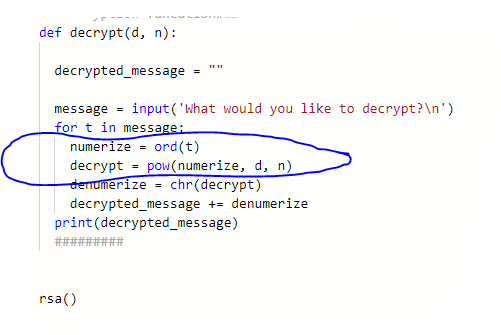 def decrypt(d, n):
decrypted_message = ""
message = input('What would you like to decrypt?\n')
for t in message:
numerize = ord(t)
decrypt = pow(numerize, d, n)
denumerize = chr(decrypt)
decrypted_message += denumerize
print(decrypted_message)
#########
rsa()